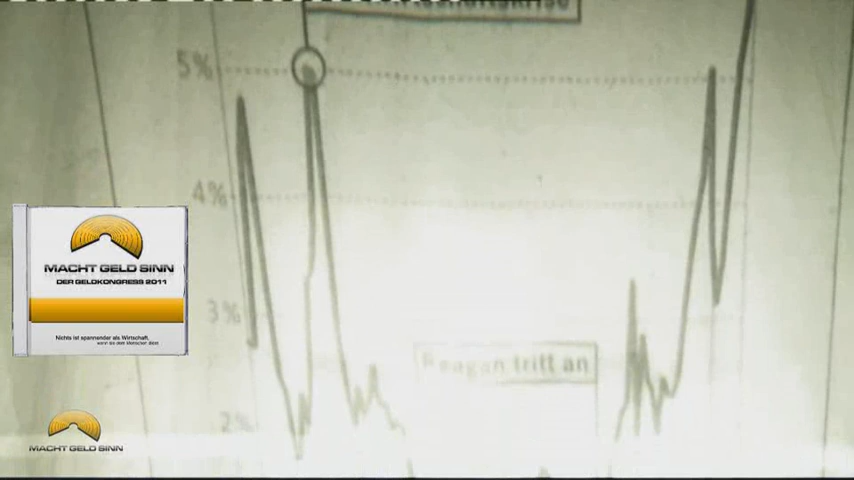 5%
4%
3%
2%
Reagan tritt an
MACHT GELD SINN
DER GELDKONGRESS 2011
Nichts ist spannender als Wirtschaft,
MACHT GELD SINN